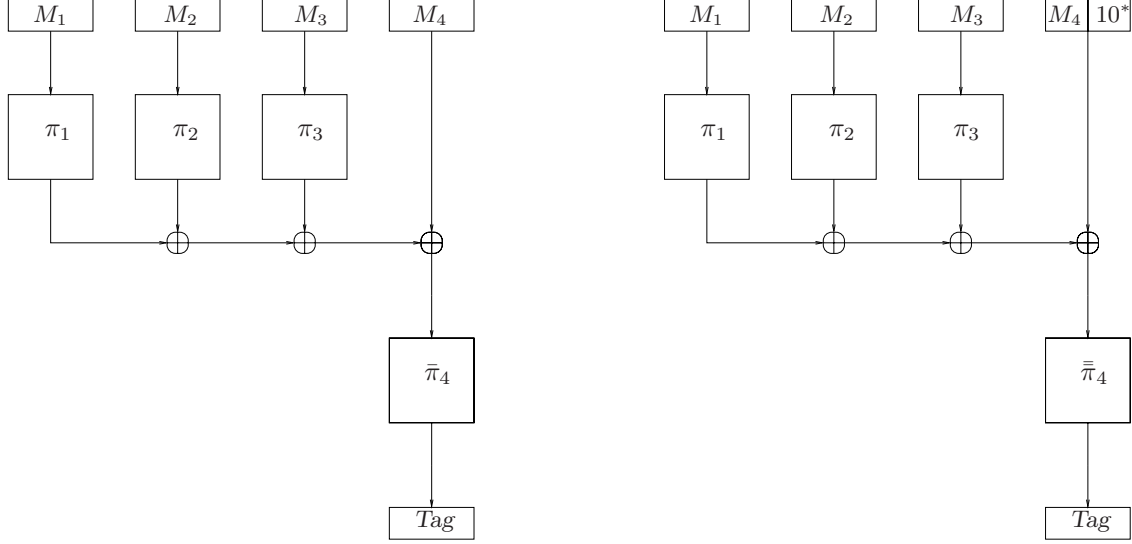 M₁ M₂ M₃ M₄ M₁ M₂ M₃ M₄ 10*
π₁ π₂ π₃ π₁ π₂ π₃
π̄₄ π̿̄₄
Tag Tag